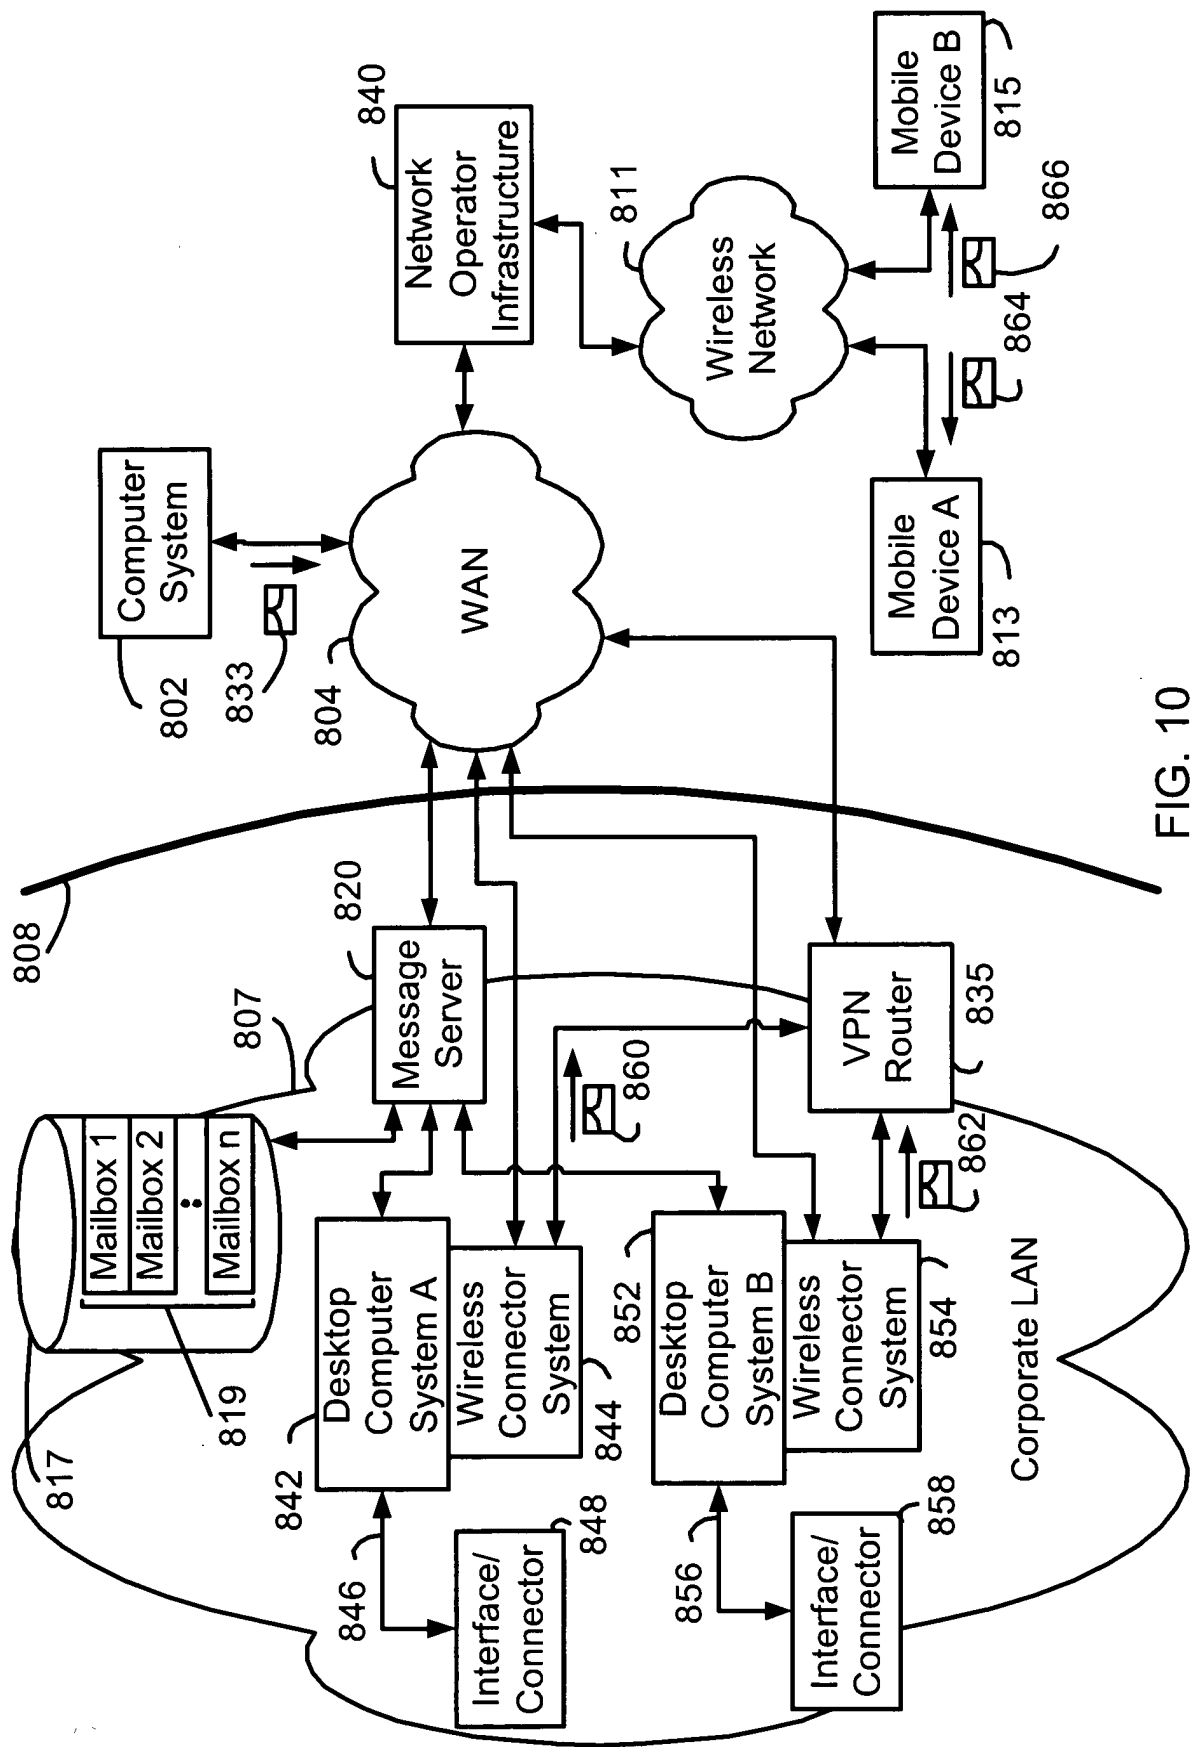 817
819
Mailbox 1
Mailbox 2
Mailbox n
807
808
842
Desktop
Computer
System A
Wireless
Connector
System
844
846
Interface/
Connector
848
Message
Server
820
860
852
Desktop
Computer
System B
Wireless
Connector
System
854
856
Interface/
Connector
858
862
VPN
Router
835
Corporate LAN
Computer
System
802
833
804
WAN
Network
Operator
Infrastructure
840
811
Wireless
Network
Mobile
Device A
813
864
Mobile
Device B
815
866
FIG. 10